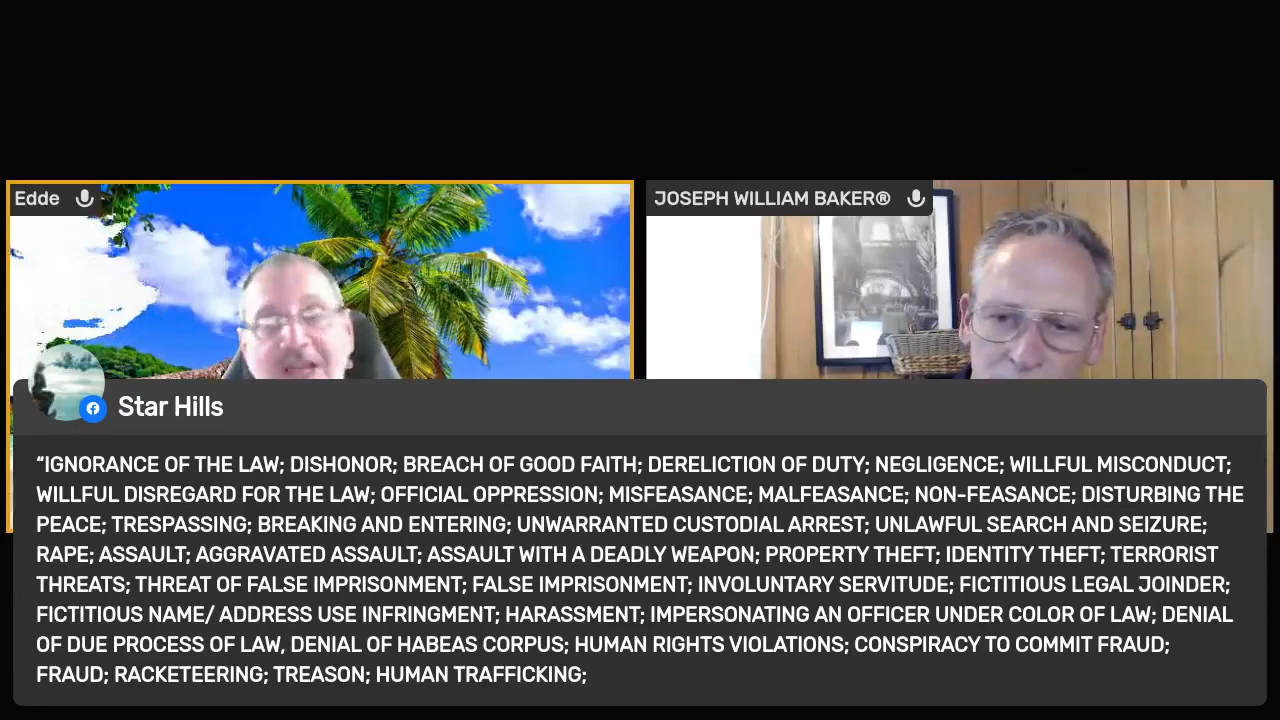 Edde
JOSEPH WILLIAM BAKER®
Star Hills
“IGNORANCE OF THE LAW; DISHONOR; BREACH OF GOOD FAITH; DERELICTION OF DUTY; NEGLIGENCE; WILLFUL MISCONDUCT;
WILLFUL DISREGARD FOR THE LAW; OFFICIAL OPPRESSION; MISFEASANCE; MALFEASANCE; NON-FEASANCE; DISTURBING THE
PEACE; TRESPASSING; BREAKING AND ENTERING; UNWARRANTED CUSTODIAL ARREST; UNLAWFUL SEARCH AND SEIZURE;
RAPE; ASSAULT; AGGRAVATED ASSAULT; ASSAULT WITH A DEADLY WEAPON; PROPERTY THEFT; IDENTITY THEFT; TERRORIST
THREATS; THREAT OF FALSE IMPRISONMENT; FALSE IMPRISONMENT; INVOLUNTARY SERVITUDE; FICTITIOUS LEGAL JOINDER;
FICTITIOUS NAME/ ADDRESS USE INFRINGMENT; HARASSMENT; IMPERSONATING AN OFFICER UNDER COLOR OF LAW; DENIAL
OF DUE PROCESS OF LAW, DENIAL OF HABEAS CORPUS; HUMAN RIGHTS VIOLATIONS; CONSPIRACY TO COMMIT FRAUD;
FRAUD; RACKETEERING; TREASON; HUMAN TRAFFICKING;